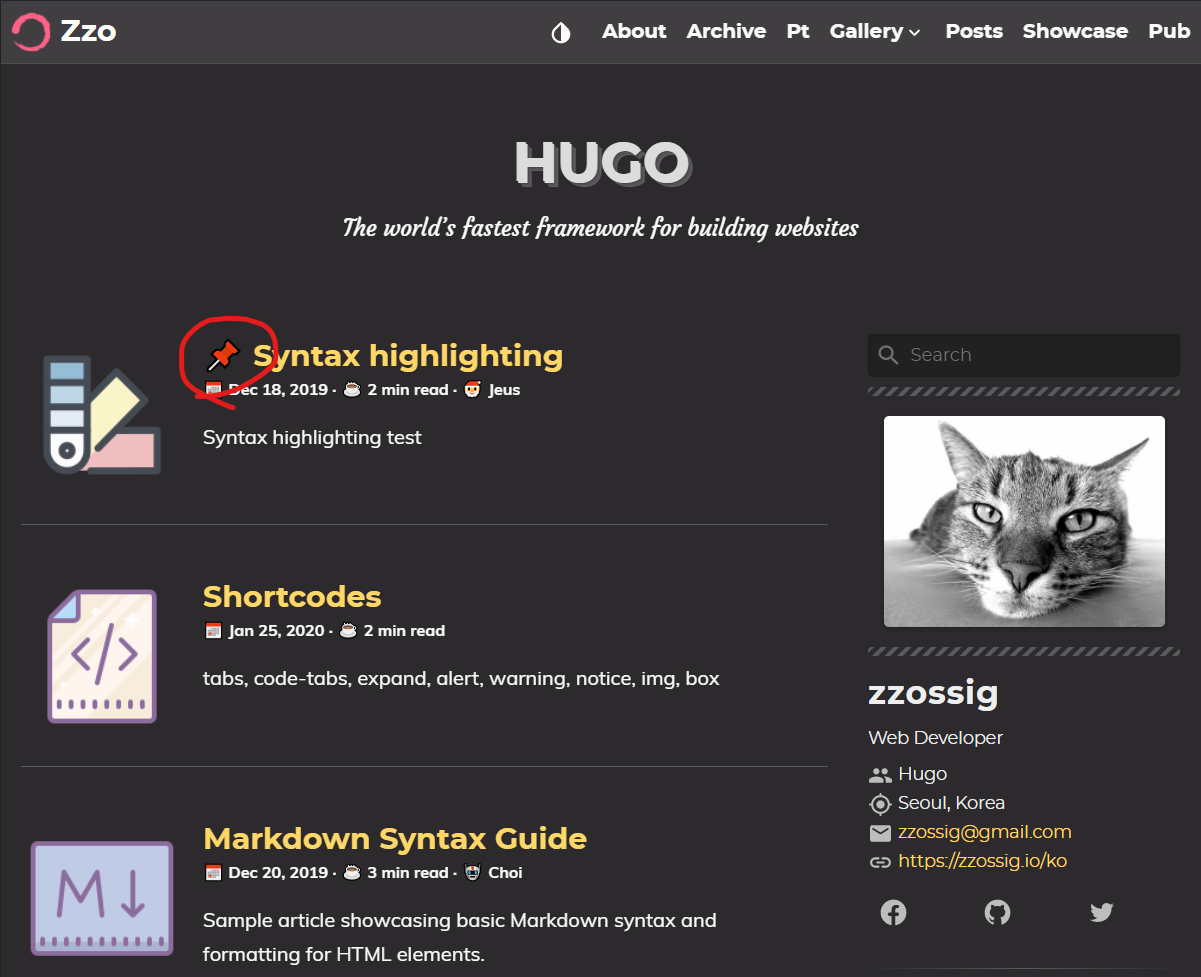 Zzo
About Archive Pt Gallery Posts Showcase Pub
HUGO
The world's fastest framework for building websites
Syntax highlighting
Dec 18, 2019 · 2 min read · Jeus
Syntax highlighting test
Shortcodes
Jan 25, 2020 · 2 min read
tabs, code-tabs, expand, alert, warning, notice, img, box
Markdown Syntax Guide
Dec 20, 2019 · 3 min read · Choi
Sample article showcasing basic Markdown syntax and
formatting for HTML elements.
Search
zzossig
Web Developer
Hugo
Seoul, Korea
zzossig@gmail.com
https://zzossig.io/ko